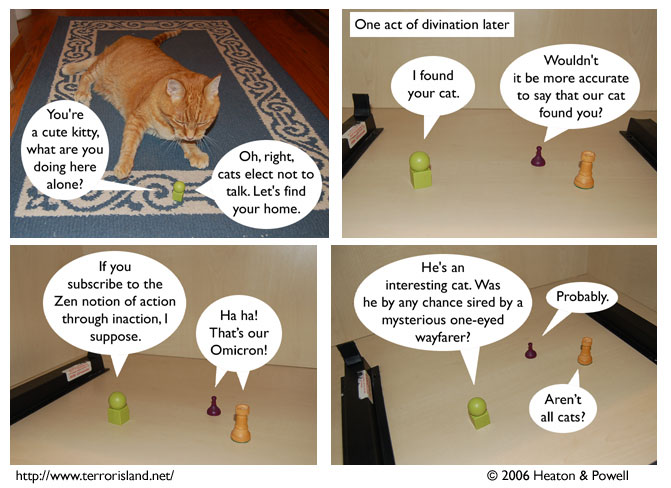 You're
a cute kitty,
what are you
doing here
alone?
Oh, right,
cats elect not to
talk. Let's find
your home.
One act of divination later
I found
your cat.
Wouldn't
it be more accurate
to say that our cat
found you?
If you
subscribe to the
Zen notion of action
through inaction, I
suppose.
Ha ha!
That's our
Omicron!
He's an
interesting cat. Was
he by any chance sired by a
mysterious one-eyed
wayfarer?
Probably.
Aren't
all cats?
http://www.terrorisland.net/
© 2006 Heaton & Powell